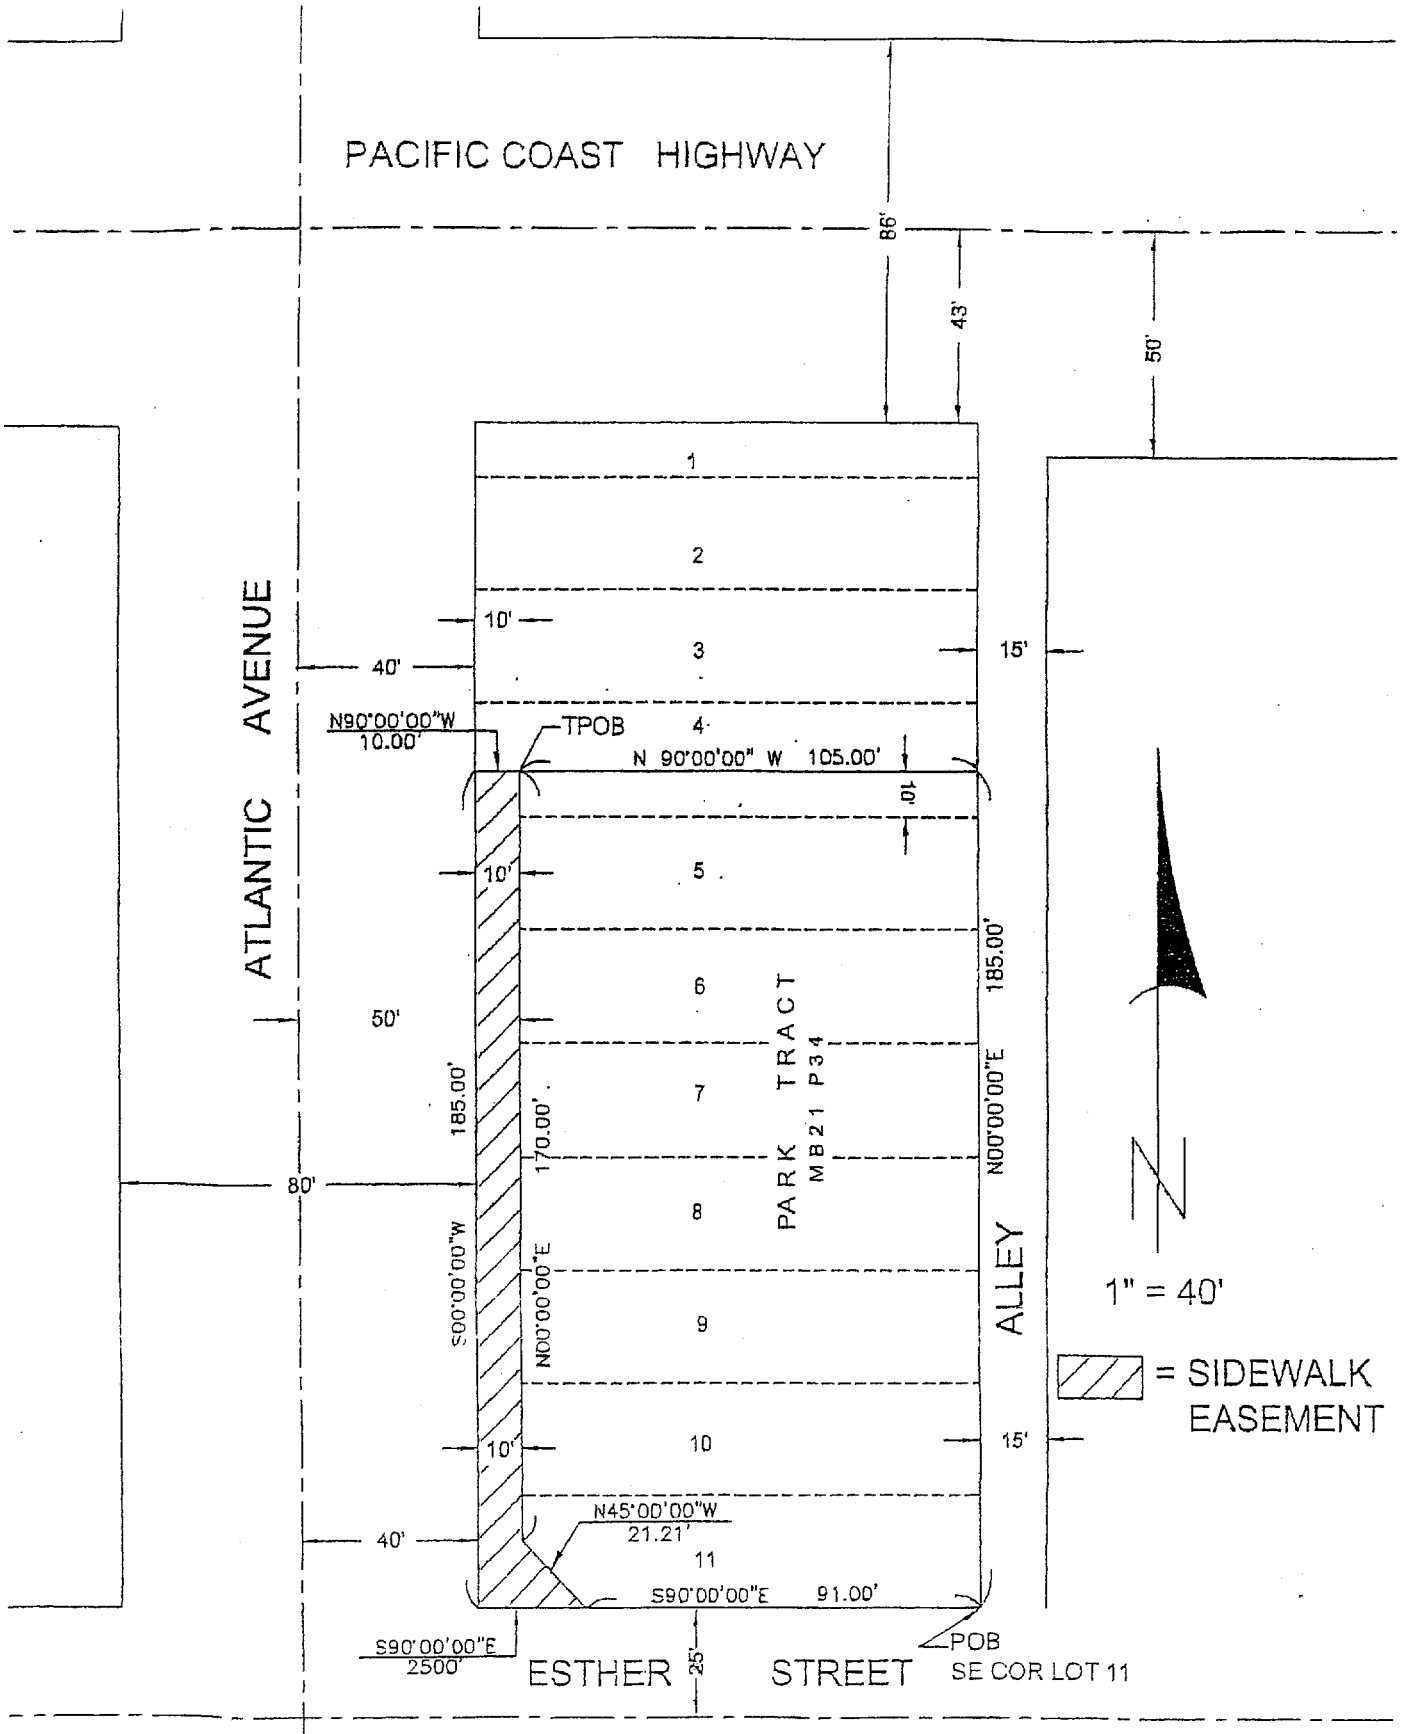 PACIFIC COAST HIGHWAY
86'
43'
50'
1
2
10'
3
15'
40'
ATLANTIC AVENUE
N90°00'00"W
10.00'
TPOB
4
N 90°00'00" W 105.00'
10'
10'
5
6
185.00'
50'
PARK TRACT
MB21 P34
7
N00°00'00"E
185.00'
170.00'
80'
8
S00°00'00"W
N00°00'00"E
ALLEY
N
1" = 40'
9
= SIDEWALK
EASEMENT
10'
10
15'
N45°00'00"W
21.21'
40'
11
S90°00'00"E 91.00'
S90°00'00"E
2500'
ESTHER STREET
25'
POB
SE COR LOT 11